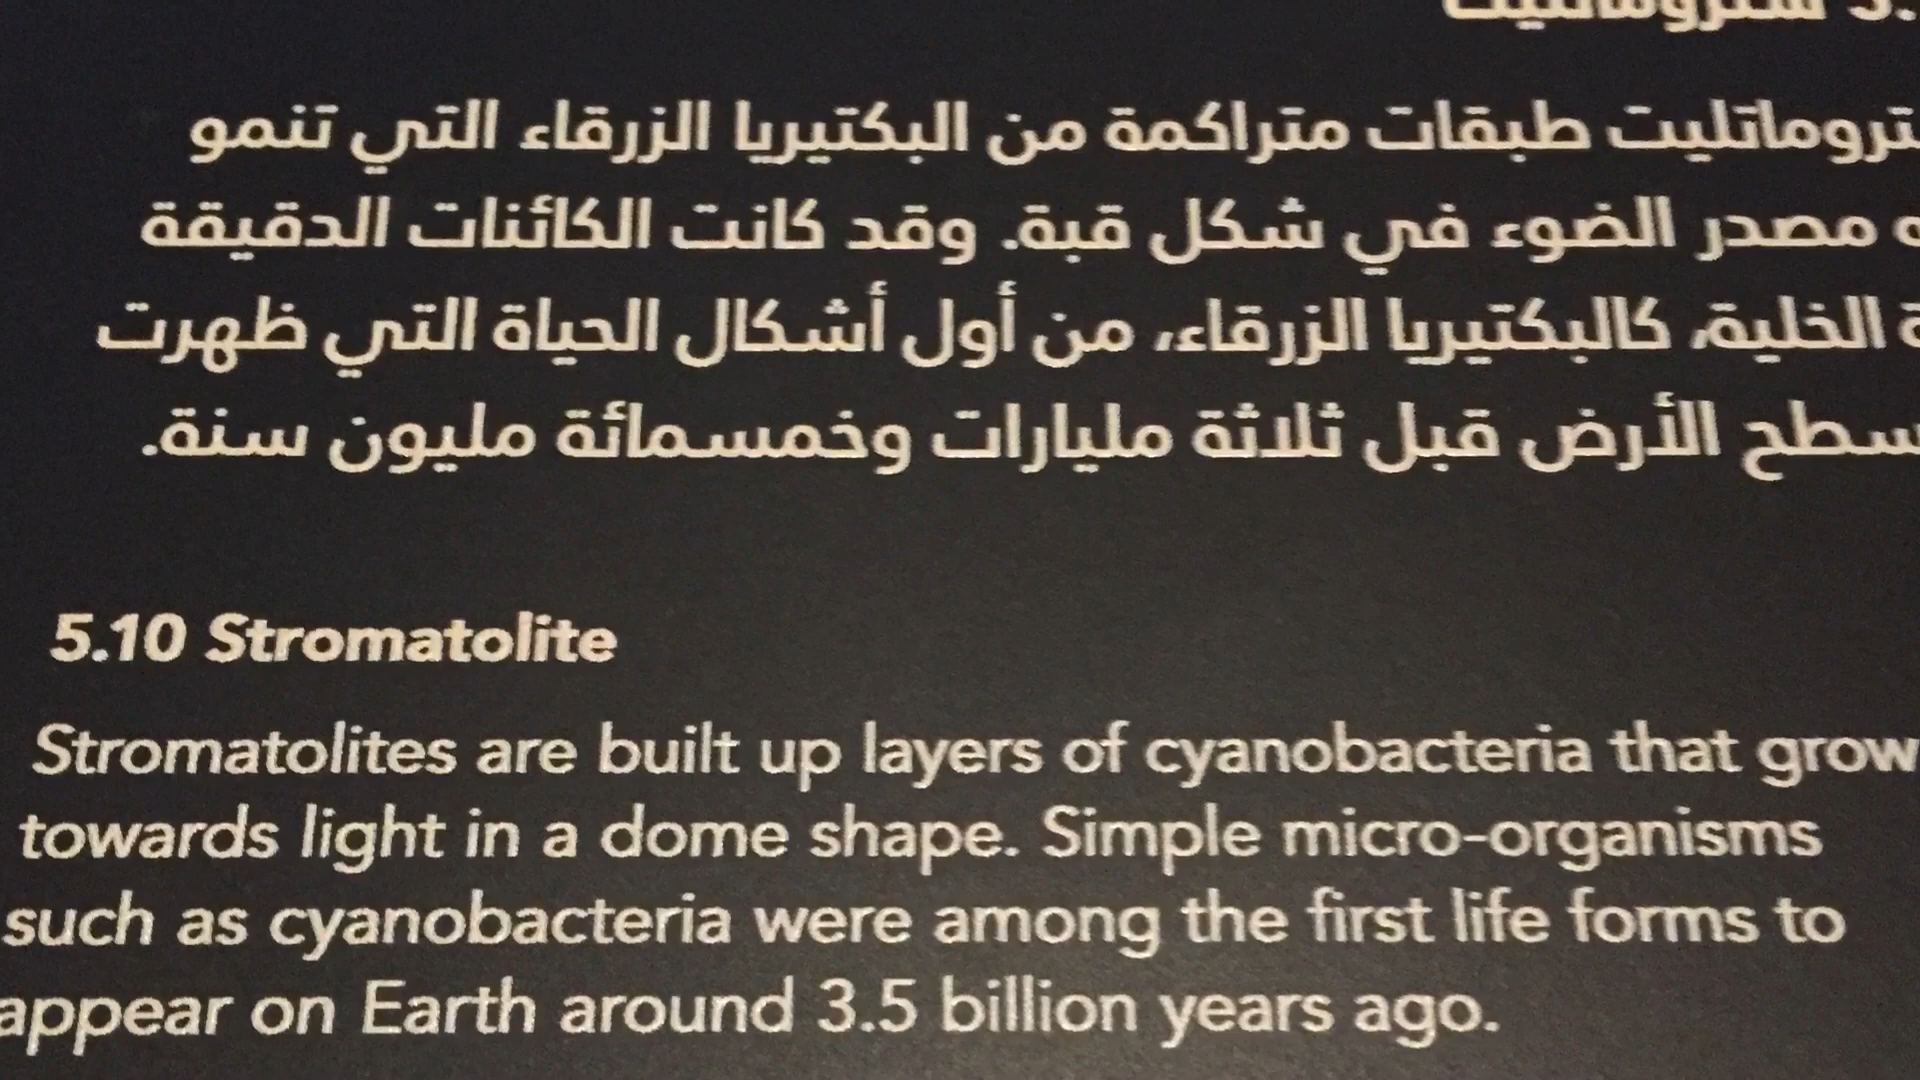 طبقات متراكمة من البكتيريا الزرقاء التي تنمو
مصدر الضوء في شكل قبة. وقد كانت الكائنات الدقيقة
الخلية، كالبكتيريا الزرقاء، من أول أشكال الحياة التي ظهرت
سطح الأرض قبل ثلاثة مليارات وخمسمائة مليون سنة.
5.10 Stromatolite
Stromatolites are built up layers of cyanobacteria that grow
towards light in a dome shape. Simple micro-organisms
such as cyanobacteria were among the first life forms to
appear on Earth around 3.5 billion years ago.